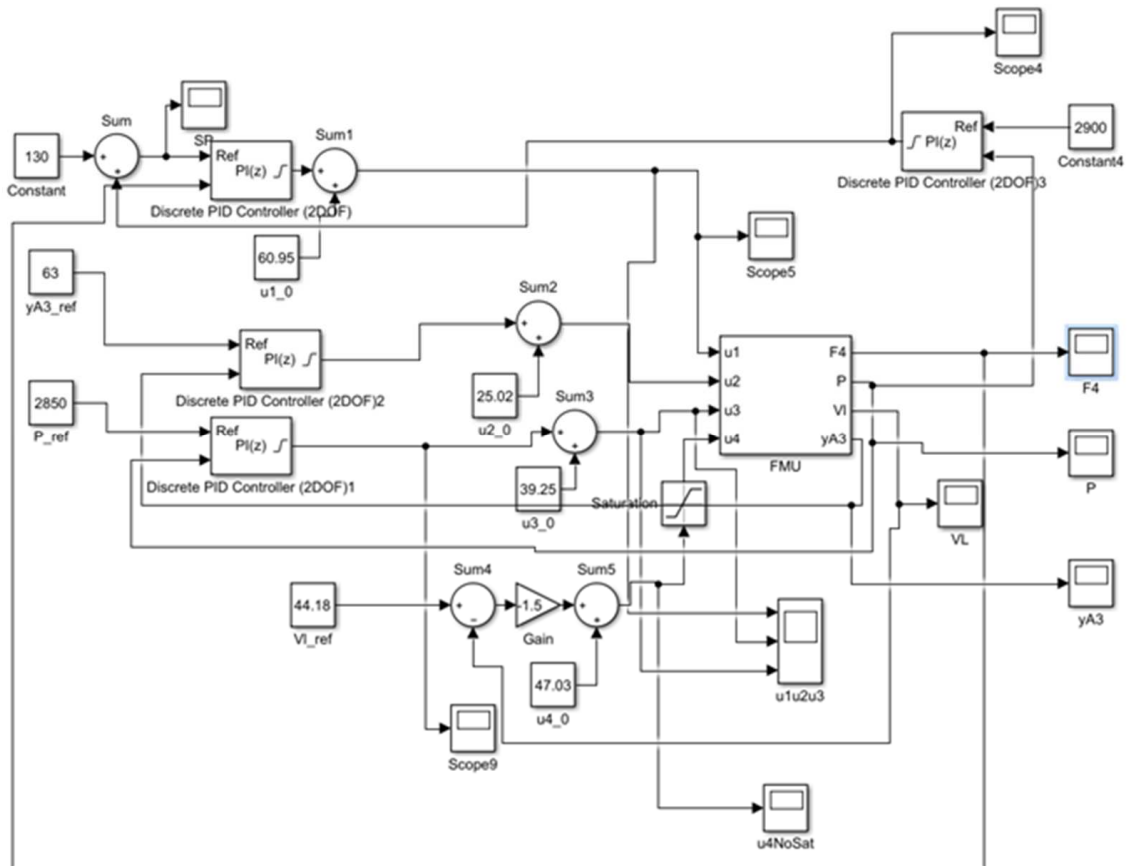 Scope4
Sum
SP
Sum1
130
+
+
Ref
PI(z)
+
+
Ref
PI(z)
2900
Constant
Constant4
Discrete PID Controller (2DOF)
Discrete PID Controller (2DOF)3
60.95
u1_0
Scope5
63
yA3_ref
Sum2
+
+
Ref
PI(z)
Discrete PID Controller (2DOF)2
25.02
u2_0
u1
u2
u3
u4
F4
P
Vl
yA3
FMU
F4
2850
P_ref
Sum3
+
+
Ref
PI(z)
Discrete PID Controller (2DOF)1
39.25
u3_0
Saturation
P
VL
Sum4
Sum5
44.18
Vl_ref
+
−
-1.5
Gain
+
+
yA3
47.03
u4_0
u1u2u3
Scope9
u4NoSat